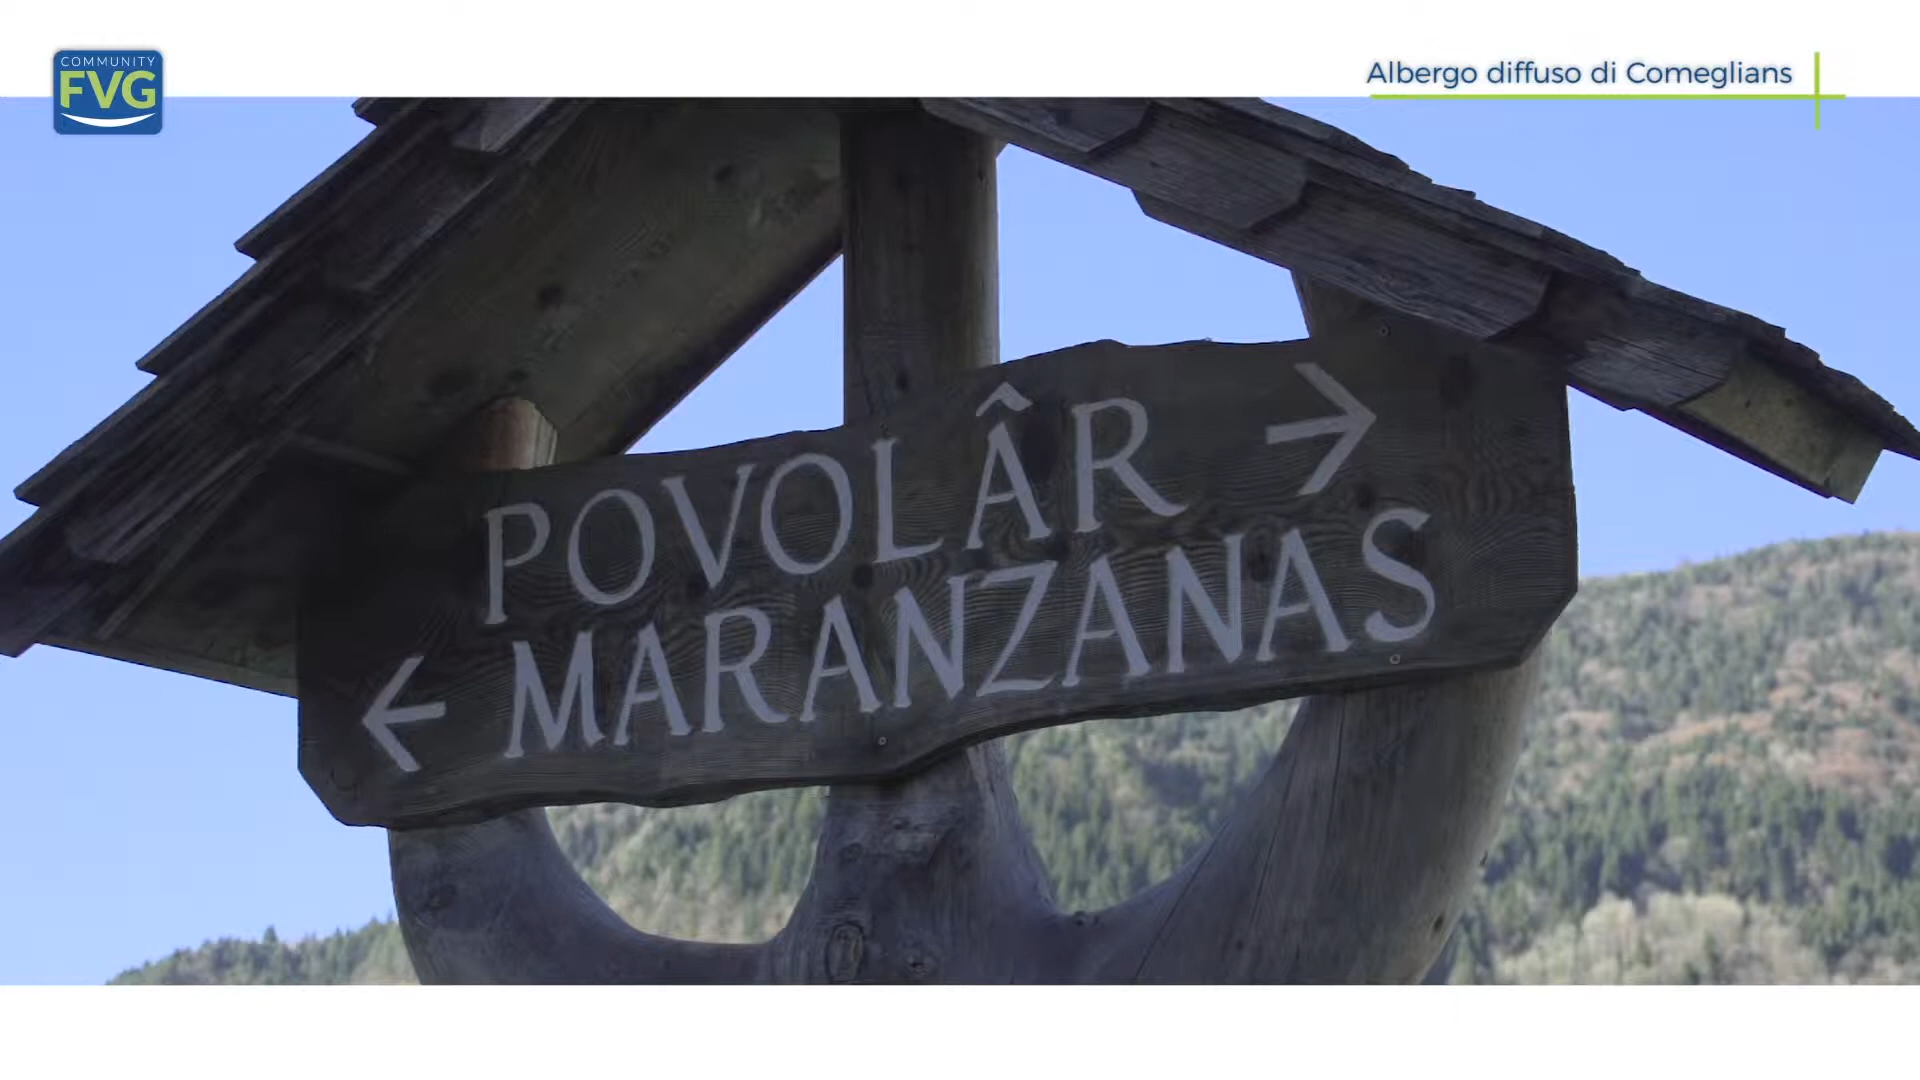 COMMUNITY
FVG
Albergo diffuso di Comeglians
POVOLÂR →
← MARANZANAS